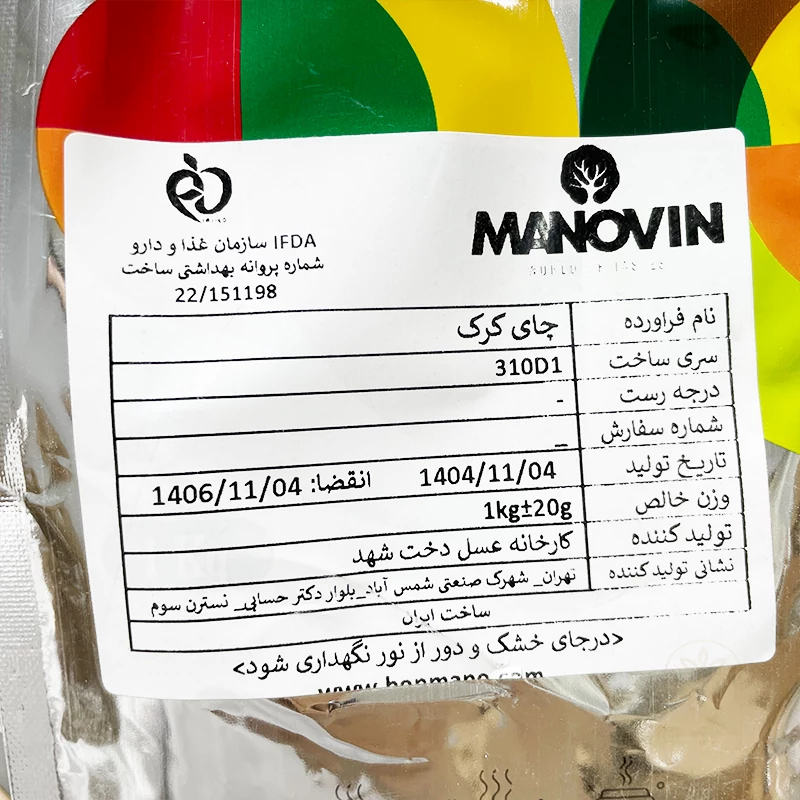 MANOVIN
IFDA سازمان غذا و دارو
شماره پروانه بهداشتی ساخت
22/151198
نام فراورده چای کرک
سری ساخت 310D1
درجه رست -
شماره سفارش _
تاریخ تولید 1404/11/04 انقضا: 1406/11/04
وزن خالص 1kg±20g
تولید کننده کارخانه عسل دخت شهد
نشانی تولید کننده تهران_ شهرک صنعتی شمس آباد_بلوار دکتر حسابی_ نسترن سوم
ساخت ایران
<درجای خشک و دور از نور نگهداری شود>